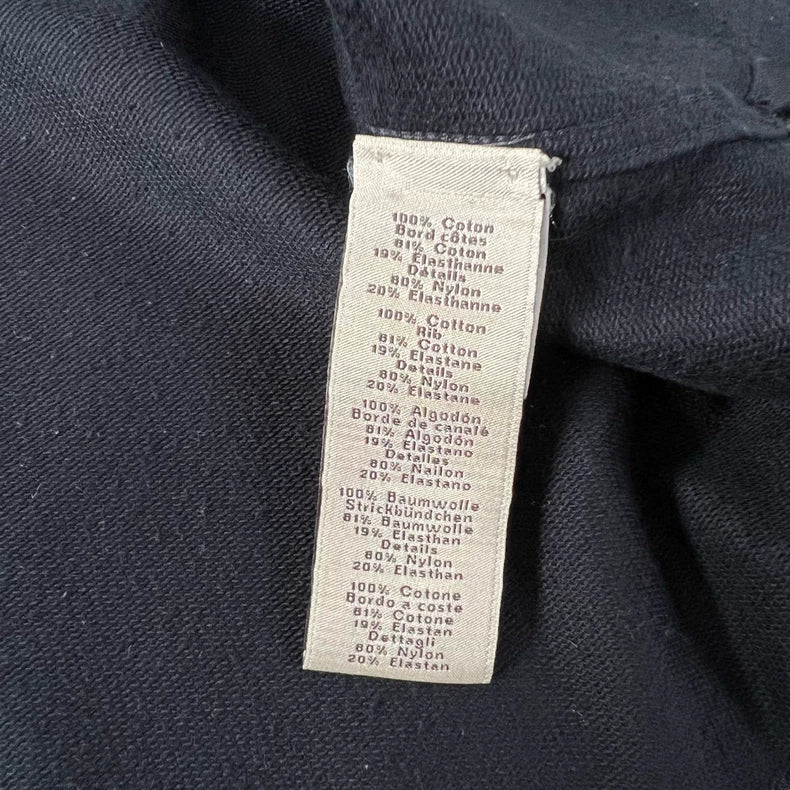 100% Coton
Bord côtes
81% Coton
19% Elasthanne
Détails
80% Nylon
20% Elasthanne
100% Cotton
Rib
81% Cotton
19% Elastane
Details
80% Nylon
20% Elastane
100% Algodón
Borde de canalé
81% Algodón
19% Elastano
Detalles
80% Nailon
20% Elastano
100% Baumwolle
Strickbündchen
81% Baumwolle
19% Elasthan
Details
80% Nylon
20% Elasthan
100% Cotone
Bordo a coste
81% Cotone
19% Elastan
Dettagli
80% Nylon
20% Elastan